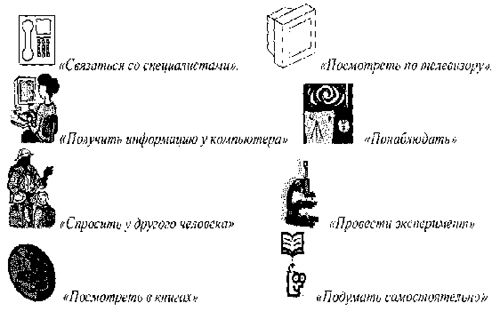 «Связаться со специалистами».
«Посмотреть по телевизору».
«Получить информацию у компьютера»
«Понаблюдать»
«Спросить у другого человека»
«Провести эксперимент»
«Посмотреть в книгах»
«Подумать самостоятельно»